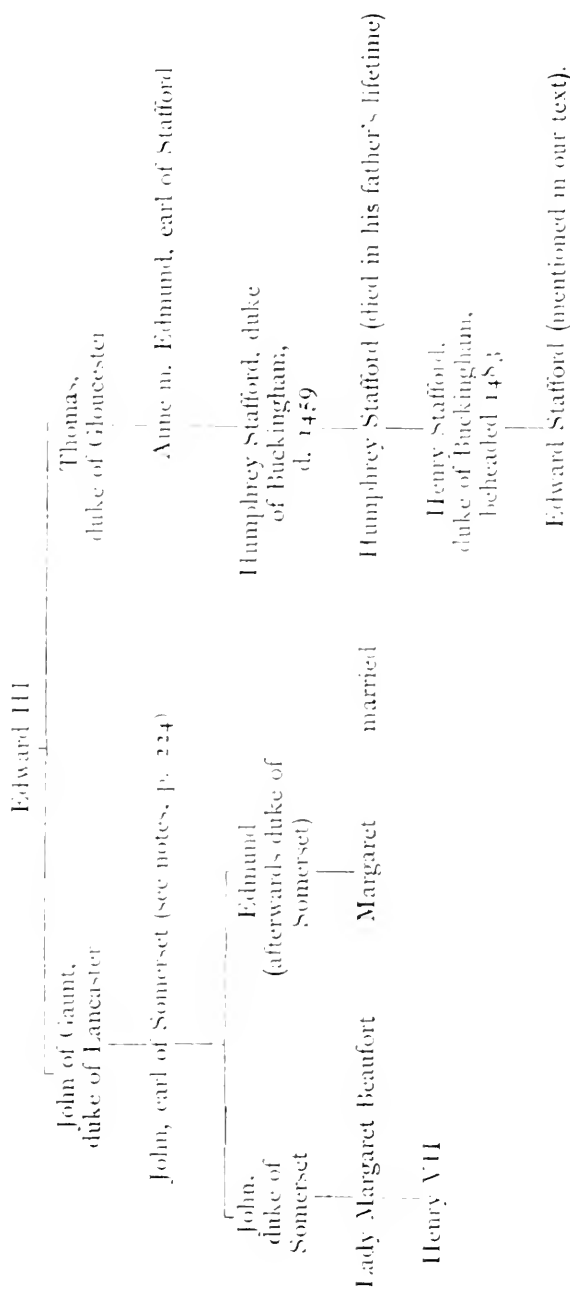 Edward III
John of Gaunt,
duke of Lancaster
Thomas,
duke of Gloucester
John, earl of Somerset (see notes, p. 224)
Anne m. Edmund, earl of Stafford
John,
duke of
Somerset
Edmund
(afterwards duke of
Somerset)
Humphrey Stafford, duke
of Buckingham,
d. 1459
Lady Margaret Beaufort
Margaret
married
Humphrey Stafford (died in his father's lifetime)
Henry VII
Henry Stafford,
duke of Buckingham,
beheaded 1483
Edward Stafford (mentioned in our text).